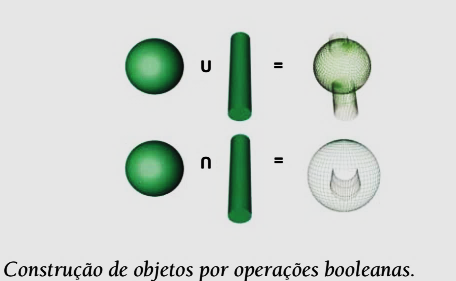 ∪ =
∩ =
Construção de objetos por operações booleanas.